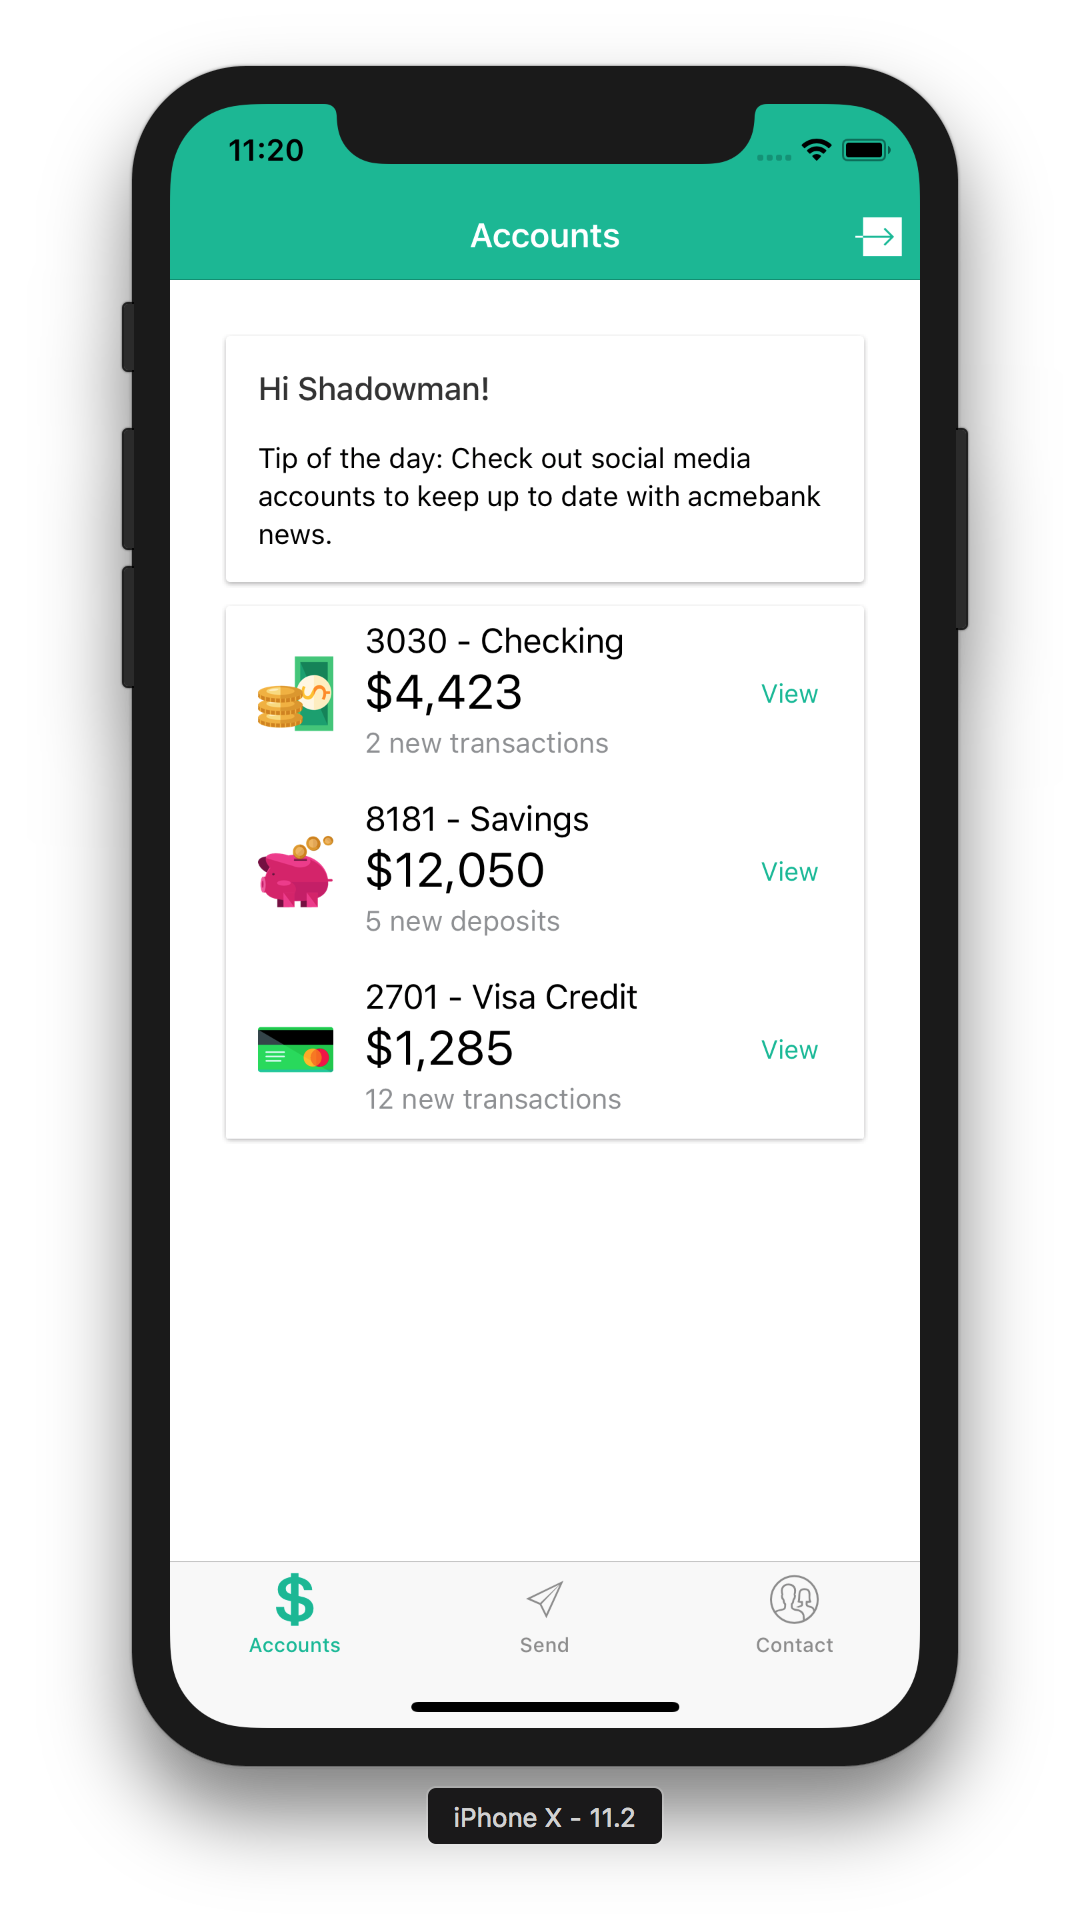 11:20
Accounts
Hi Shadowman!
Tip of the day: Check out social media
accounts to keep up to date with acmebank
news.
3030 - Checking
$4,423
View
2 new transactions
8181 - Savings
$12,050
View
5 new deposits
2701 - Visa Credit
$1,285
View
12 new transactions
Accounts
Send
Contact
iPhone X - 11.2